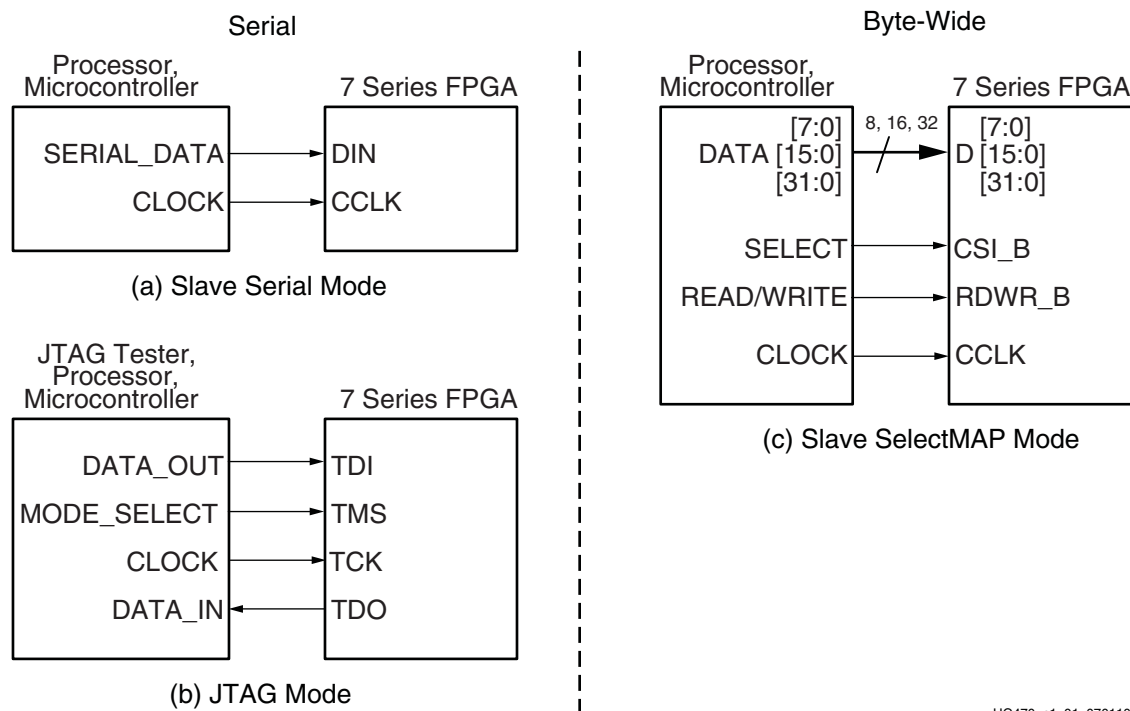 Serial
Processor,
Microcontroller
7 Series FPGA
SERIAL_DATA
DIN
CLOCK
CCLK
(a) Slave Serial Mode
JTAG Tester,
Processor,
Microcontroller
7 Series FPGA
DATA_OUT
TDI
MODE_SELECT
TMS
CLOCK
TCK
DATA_IN
TDO
(b) JTAG Mode
Byte-Wide
Processor,
Microcontroller
7 Series FPGA
[7:0]
DATA [15:0]
[31:0]
8, 16, 32
[7:0]
D [15:0]
[31:0]
SELECT
CSI_B
READ/WRITE
RDWR_B
CLOCK
CCLK
(c) Slave SelectMAP Mode